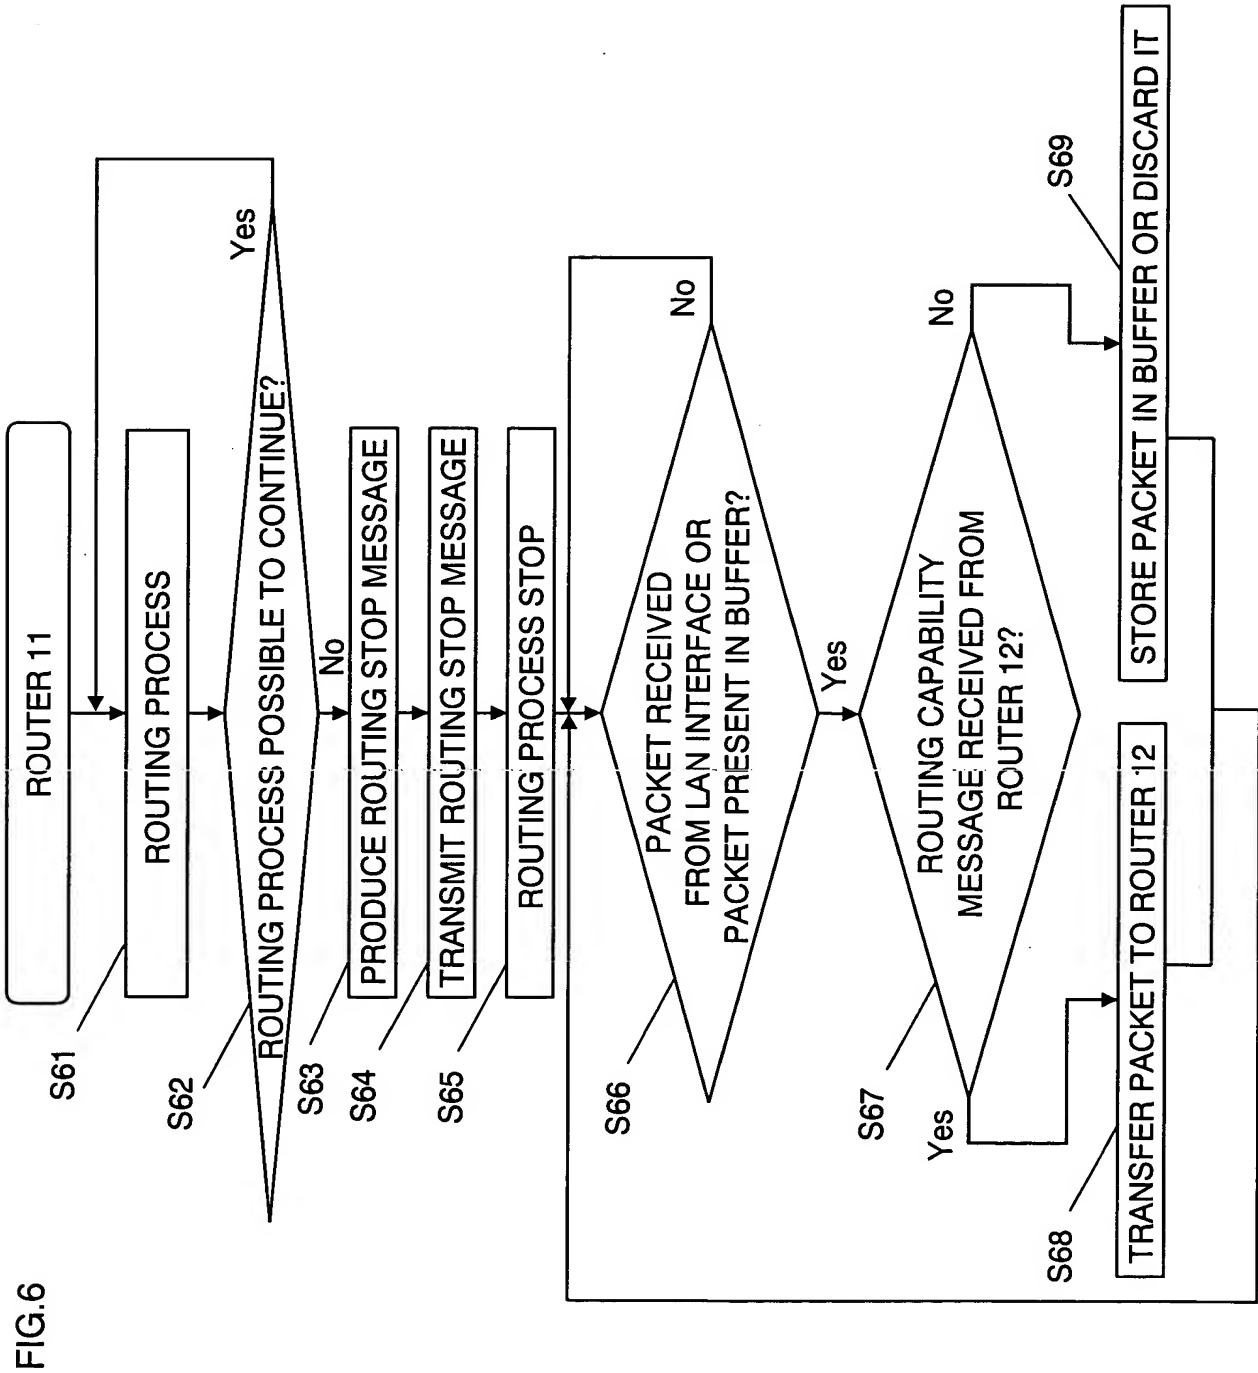 FIG.6
ROUTER 11
S61
ROUTING PROCESS
S62
ROUTING PROCESS POSSIBLE TO CONTINUE?
Yes
No
S63
PRODUCE ROUTING STOP MESSAGE
S64
TRANSMIT ROUTING STOP MESSAGE
S65
ROUTING PROCESS STOP
S66
PACKET RECEIVED
FROM LAN INTERFACE OR
PACKET PRESENT IN BUFFER?
No
Yes
S67
ROUTING CAPABILITY
MESSAGE RECEIVED FROM
ROUTER 12?
Yes
No
S68
TRANSFER PACKET TO ROUTER 12
S69
STORE PACKET IN BUFFER OR DISCARD IT